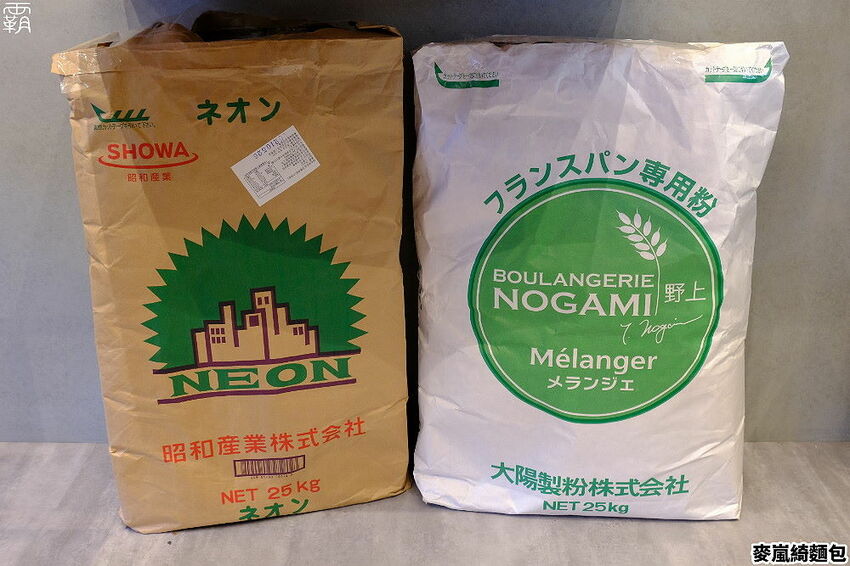 霸
ネオン
SHOWA
昭和産業
NEON
昭和産業株式会社
NET 25kg
ネオン
フランスパン専用粉
BOULANGERIE
NOGAMI 野上
Mélanger
メランジェ
大陽製粉株式会社
NET 25kg
麥嵐綺麵包